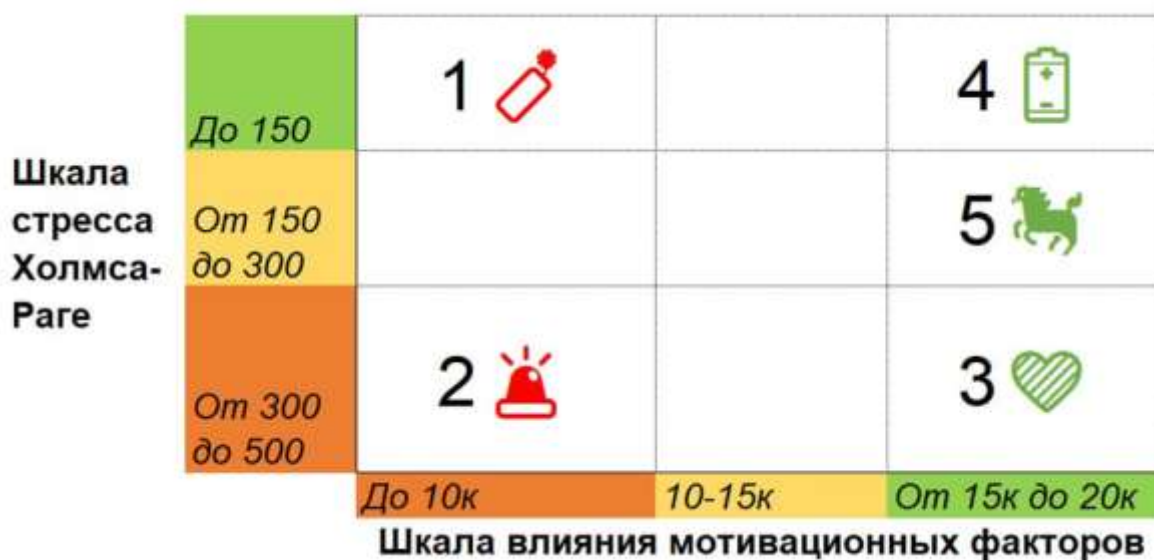 До 150
1
4
Шкала
стресса
Холмса-
Раге
От 150
до 300
5
От 300
до 500
2
3
До 10к
10-15к
От 15к до 20к
Шкала влияния мотивационных факторов